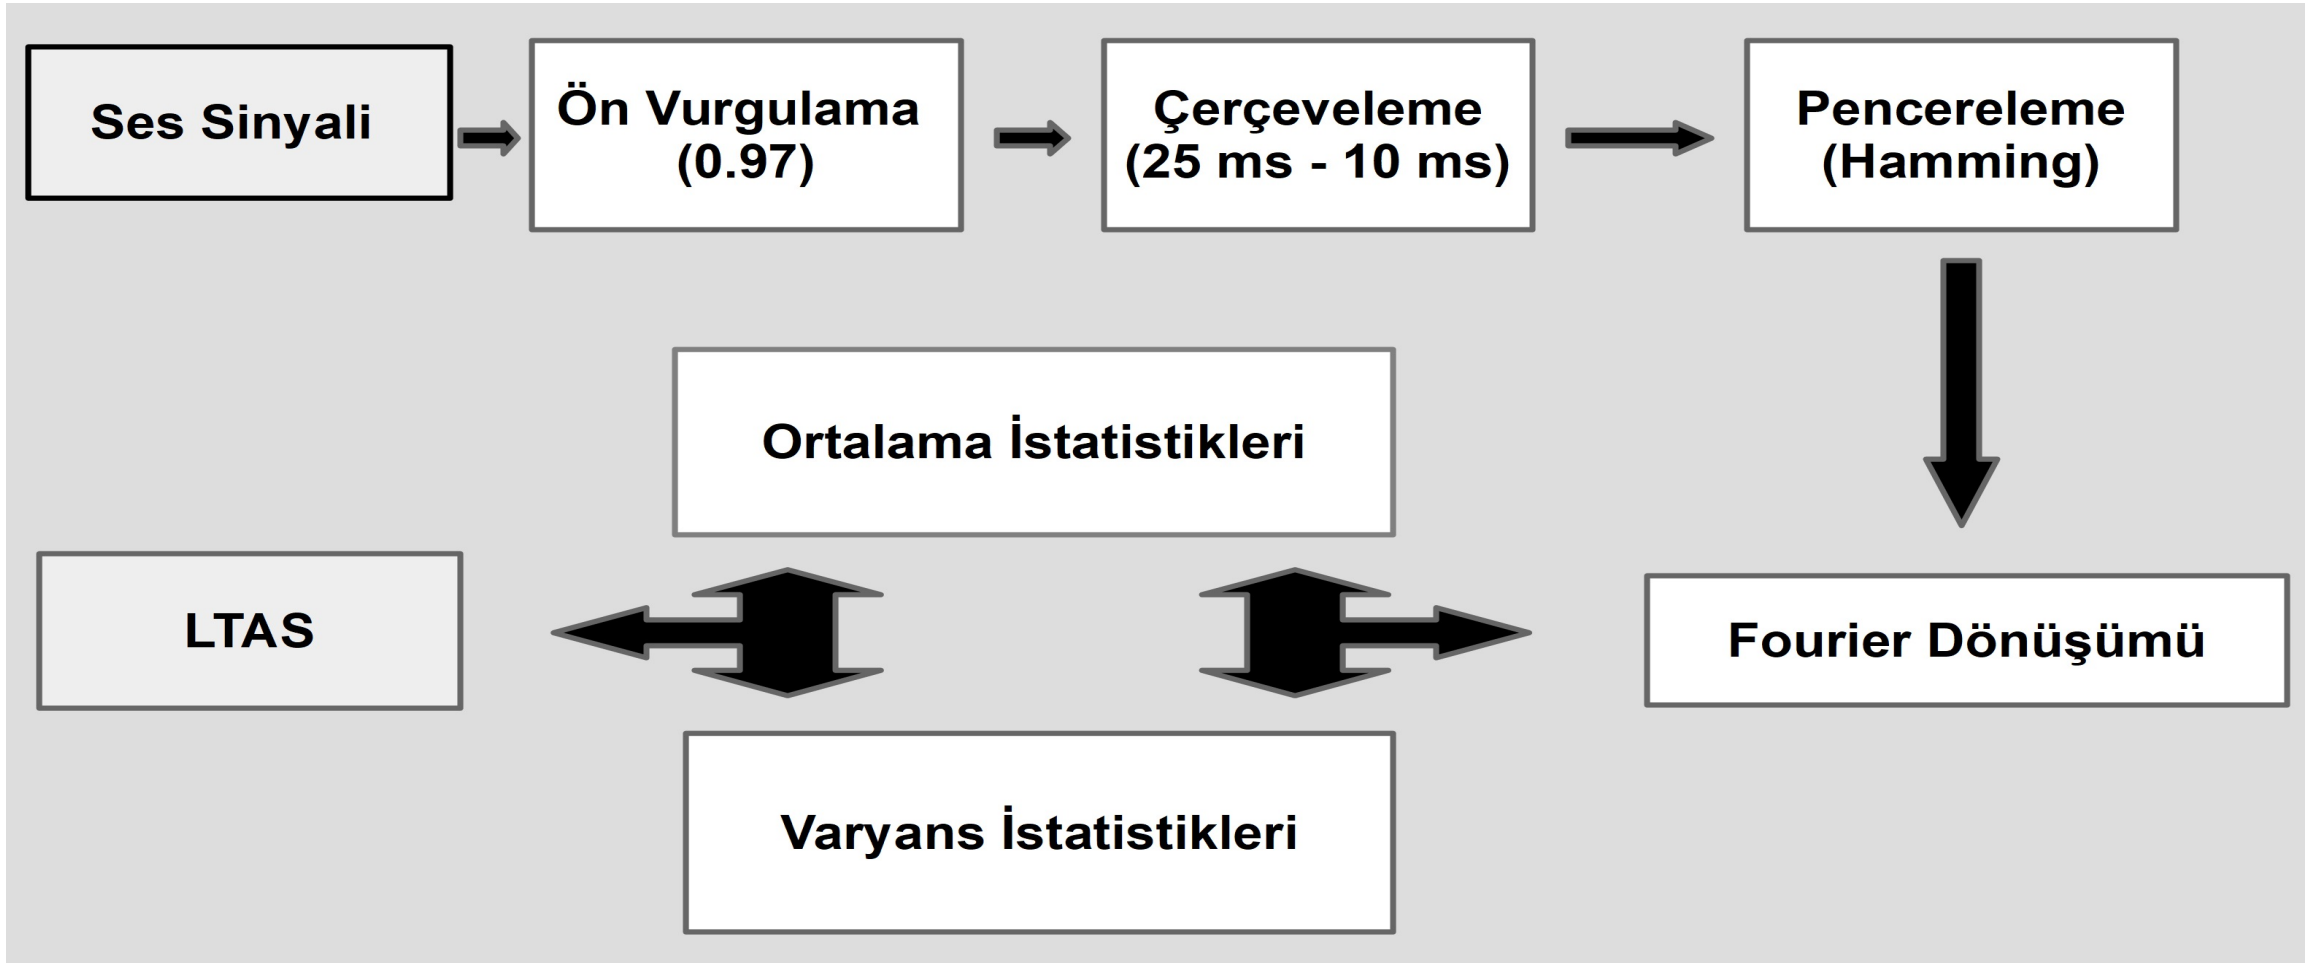 Ses Sinyali
Ön Vurgulama
(0.97)
Çerçeveleme
(25 ms - 10 ms)
Pencereleme
(Hamming)
Ortalama İstatistikleri
LTAS
Fourier Dönüşümü
Varyans İstatistikleri